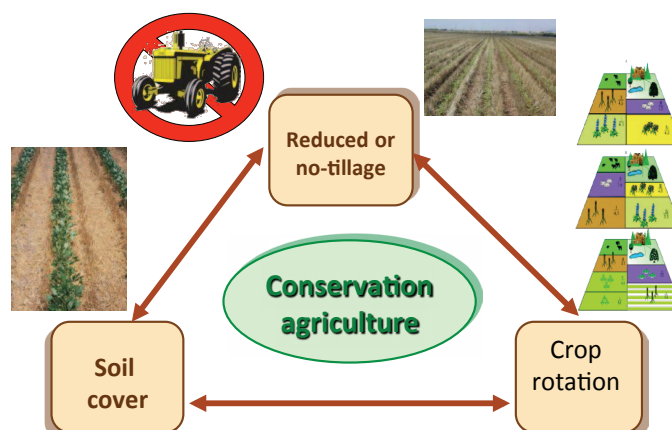 Reduced or
no-tillage
Conservation
agriculture
Soil
cover
Crop
rotation